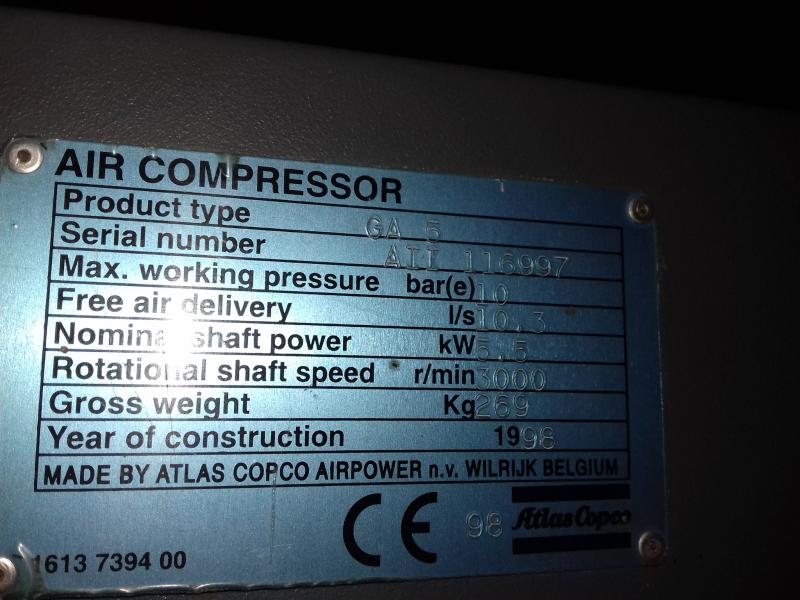 AIR COMPRESSOR
Product type GA 5
Serial number AII 116997
Max. working pressure bar(e) 10
Free air delivery l/s 10,3
Nominal shaft power kW 5.5
Rotational shaft speed r/min 3000
Gross weight Kg 269
Year of construction 1998
MADE BY ATLAS COPCO AIRPOWER n.v. WILRIJK BELGIUM
CE 98 Atlas Copco
1613 7394 00